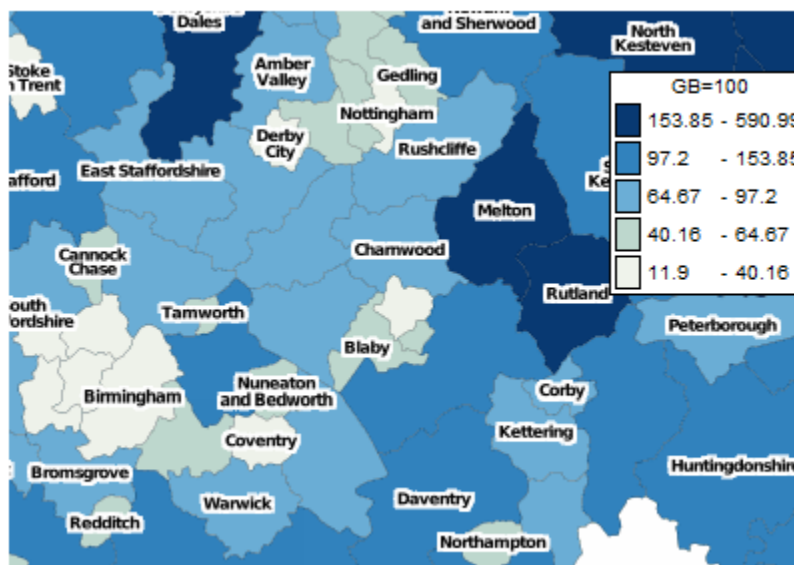 Dales
and Sherwood
North
Kesteven
Amber
Valley
Gedling
Stoke
n Trent
GB=100
153.85 - 590.99
Nottingham
Derby
City
Rushcliffe
97.2 - 153.85
East Staffordshire
afford
64.67 - 97.2
Melton
40.16 - 64.67
Charnwood
Cannock
Chase
11.9 - 40.16
Rutland
outh
fordshire
Tamworth
Peterborough
Blaby
Nuneaton
and Bedworth
Corby
Birmingham
Kettering
Coventry
Bromsgrove
Huntingdonshire
Warwick
Daventry
Redditch
Northampton